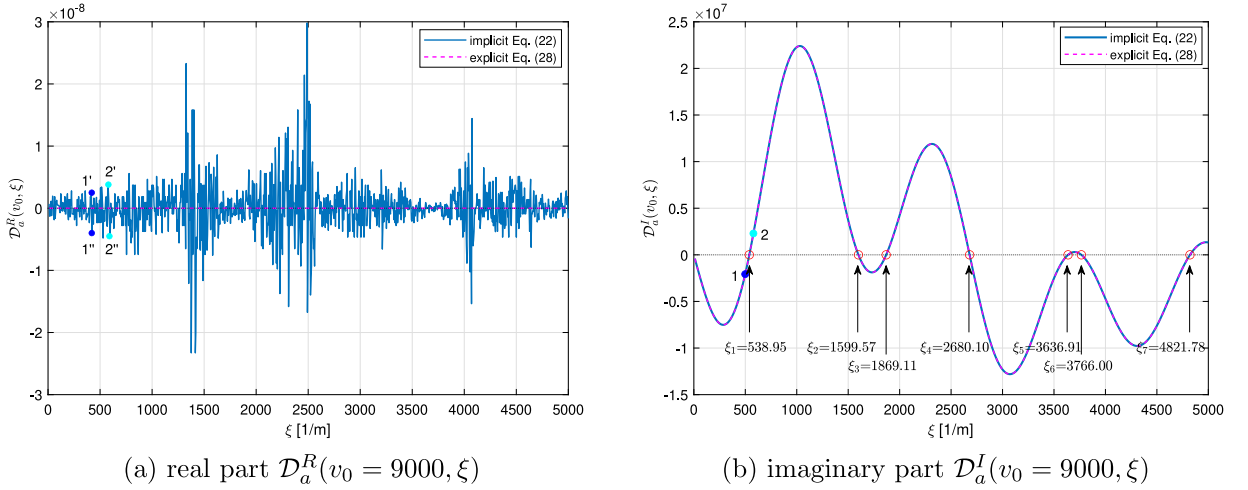 ×10⁻⁸
3
2
1
0
-1
-2
-3
0 500 1000 1500 2000 2500 3000 3500 4000 4500 5000
ξ [1/m]
𝒟ₐᴿ(v₀, ξ)
implicit Eq. (22)
explicit Eq. (28)
1'
2'
1''
2''
(a) real part 𝒟ₐᴿ(v₀ = 9000, ξ)
×10⁷
2.5
2
1.5
1
0.5
0
-0.5
-1
-1.5
0 500 1000 1500 2000 2500 3000 3500 4000 4500 5000
ξ [1/m]
𝒟ₐᴵ(v₀, ξ)
implicit Eq. (22)
explicit Eq. (28)
2
1
ξ₁=538.95
ξ₂=1599.57
ξ₃=1869.11
ξ₄=2680.10
ξ₅=3636.91
ξ₆=3766.00
ξ₇=4821.78
(b) imaginary part 𝒟ₐᴵ(v₀ = 9000, ξ)